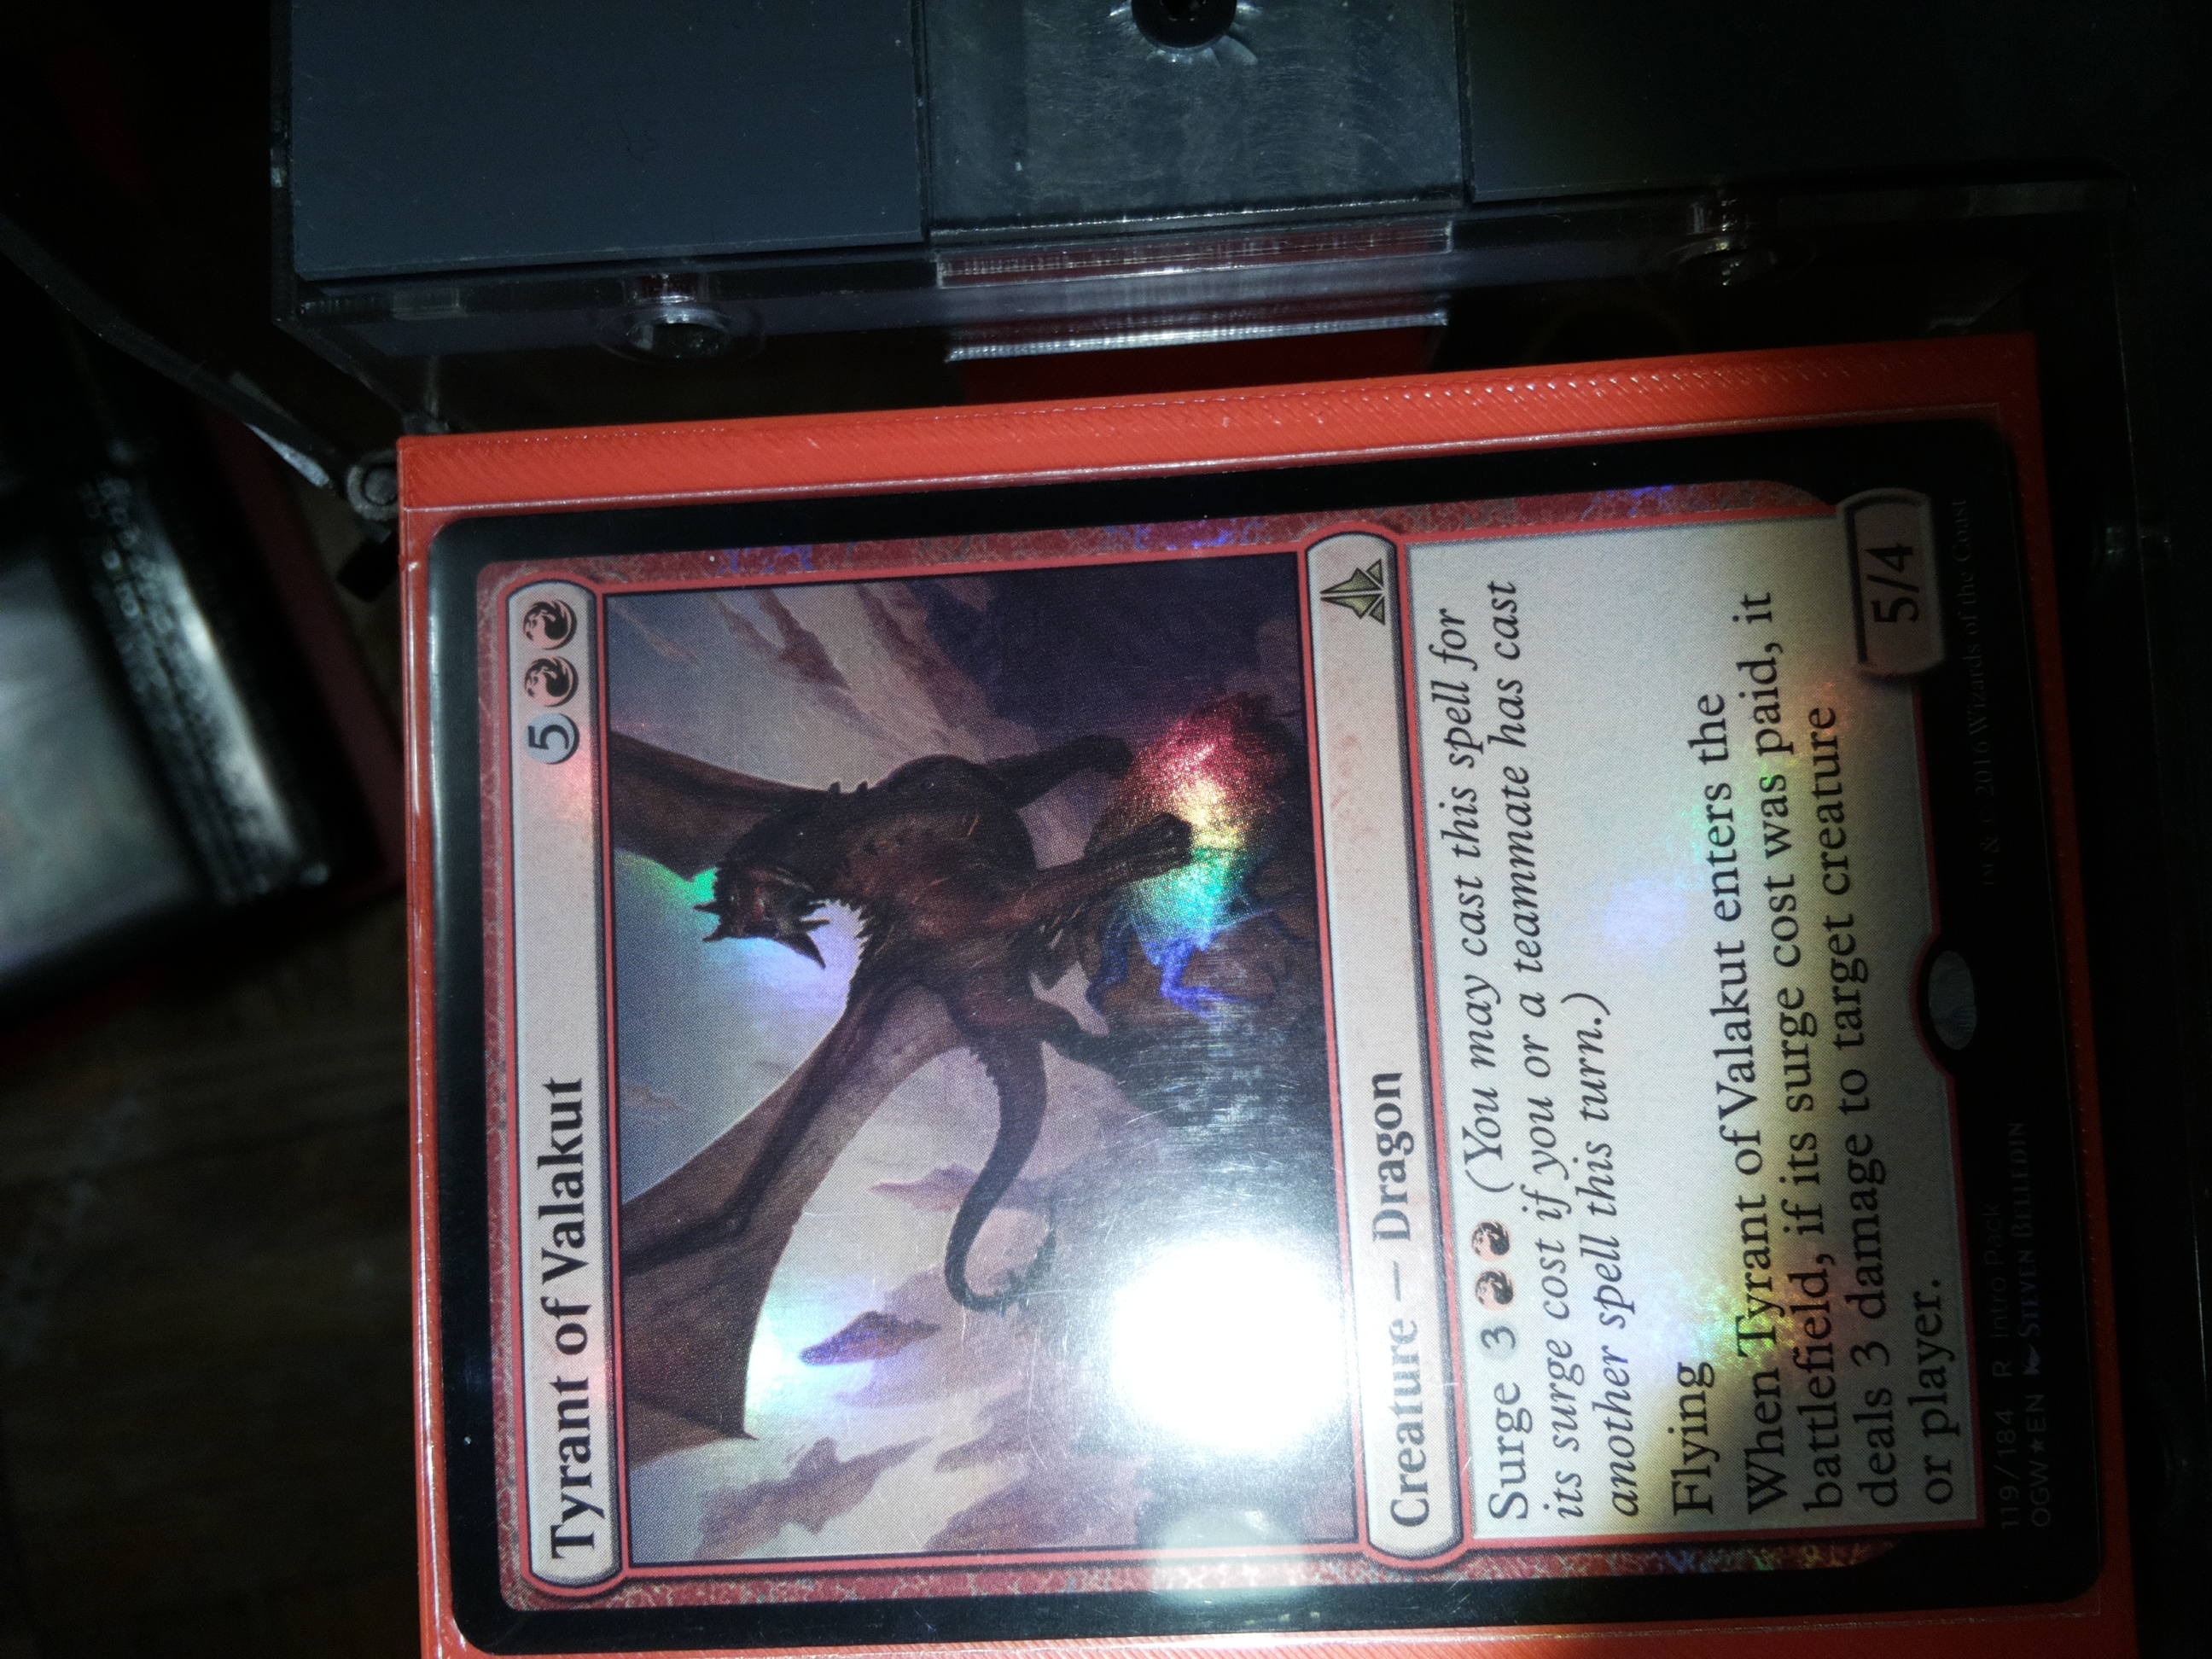 Tyrant of Valakut 5
Creature — Dragon
Surge 3 (You may cast this spell for
its surge cost if you or a teammate has cast
another spell this turn.)
Flying
When Tyrant of Valakut enters the
battlefield, if its surge cost was paid, it
deals 3 damage to target creature
or player.
5/4
119/184 R Intro Pack
OGW★EN STEVEN BELLEDIN
™ & © 2016 Wizards of the Coast